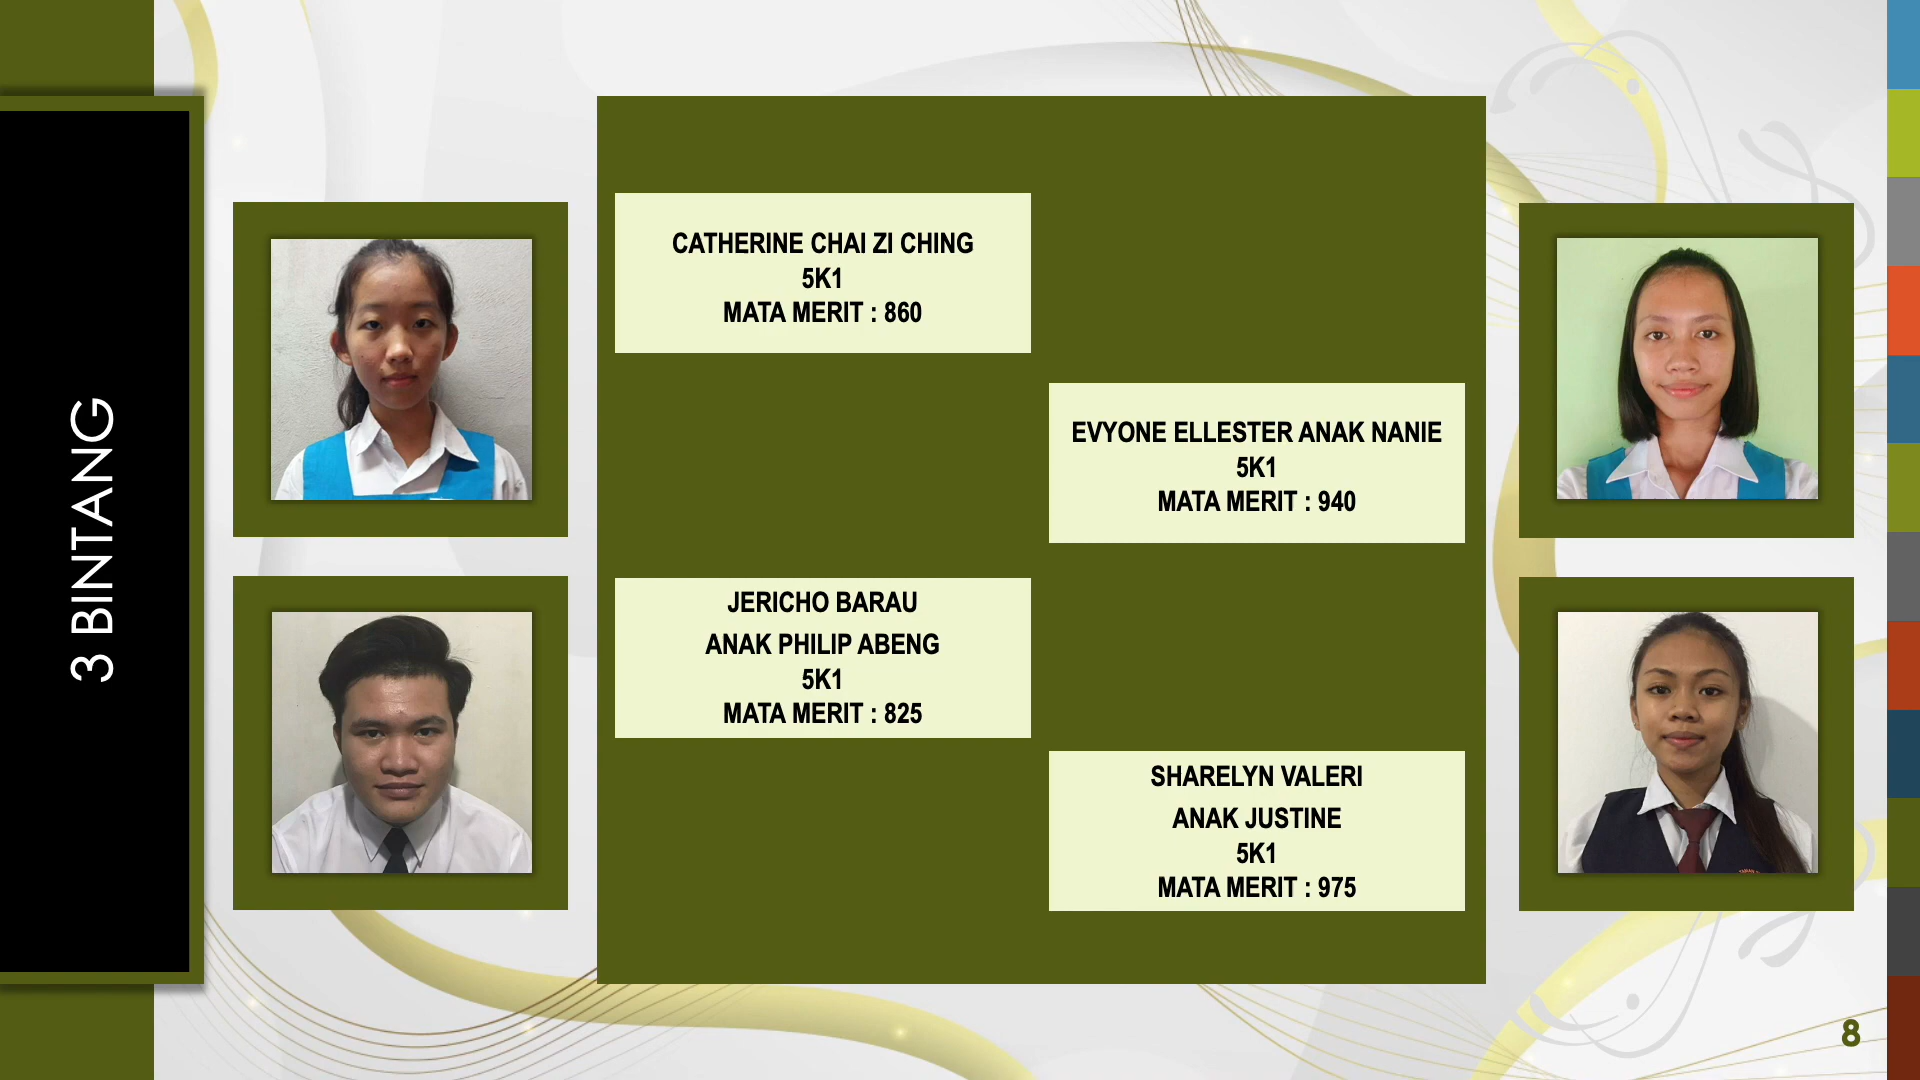 3 BINTANG
CATHERINE CHAI ZI CHING
5K1
MATA MERIT : 860
EVYONE ELLESTER ANAK NANIE
5K1
MATA MERIT : 940
JERICHO BARAU
ANAK PHILIP ABENG
5K1
MATA MERIT : 825
SHARELYN VALERI
ANAK JUSTINE
5K1
MATA MERIT : 975
8